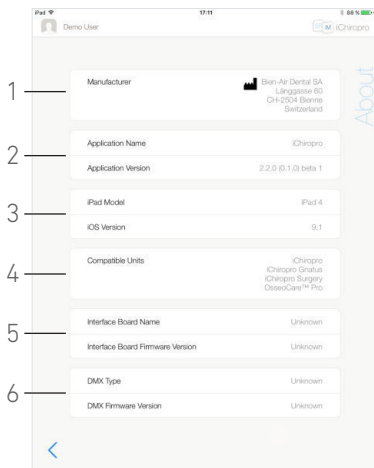 iPad 17:11 68 %
Demo User iChiropro
About
1 Manufacturer Bien-Air Dental SA
Länggasse 60
CH-2504 Bienne
Switzerland
2
Application Name iChiropro
Application Version 2.2.0 (0.1.0) beta 1
3
iPad Model iPad 4
iOS Version 9.1
4 Compatible Units iChiropro
iChiropro Gnatus
iChiropro Surgery
OsseoCare™ Pro
5
Interface Board Name Unknown
Interface Board Firmware Version Unknown
6
DMX Type Unknown
DMX Firmware Version Unknown